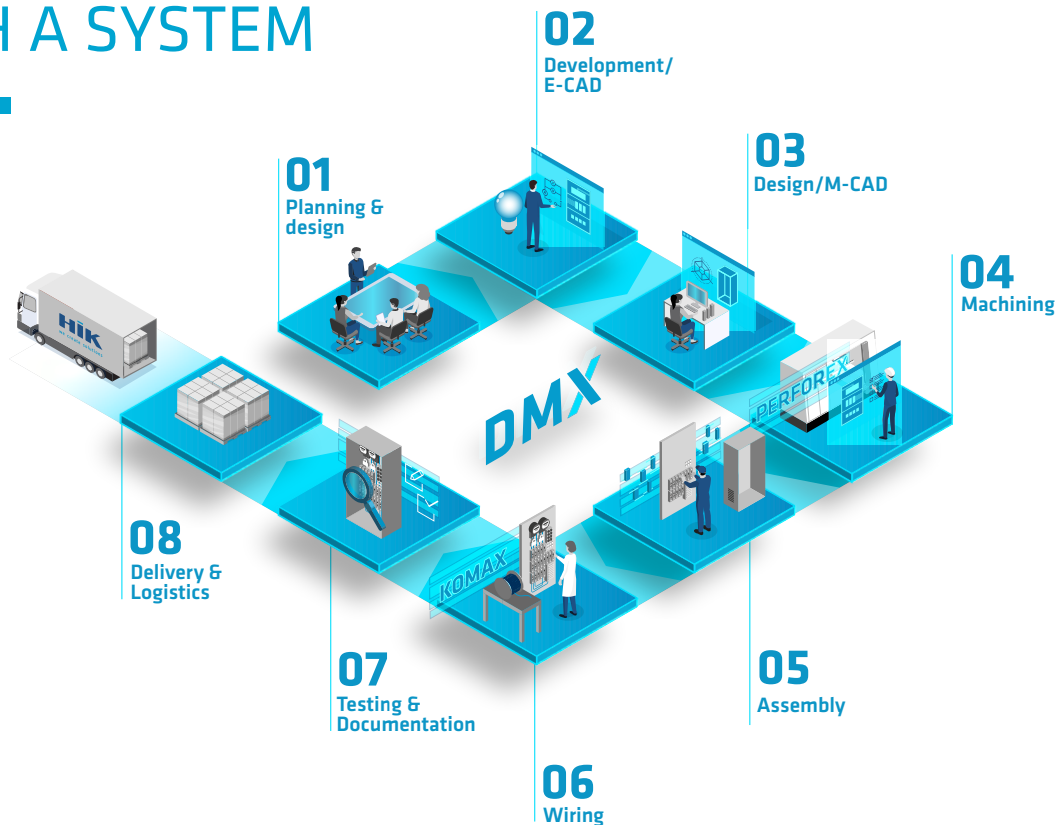 A SYSTEM
01
Planning &
design
02
Development/
E-CAD
03
Design/M-CAD
04
Machining
PERFOREX
DMX
HIK
KOMAX
08
Delivery &
Logistics
07
Testing &
Documentation
06
Wiring
05
Assembly